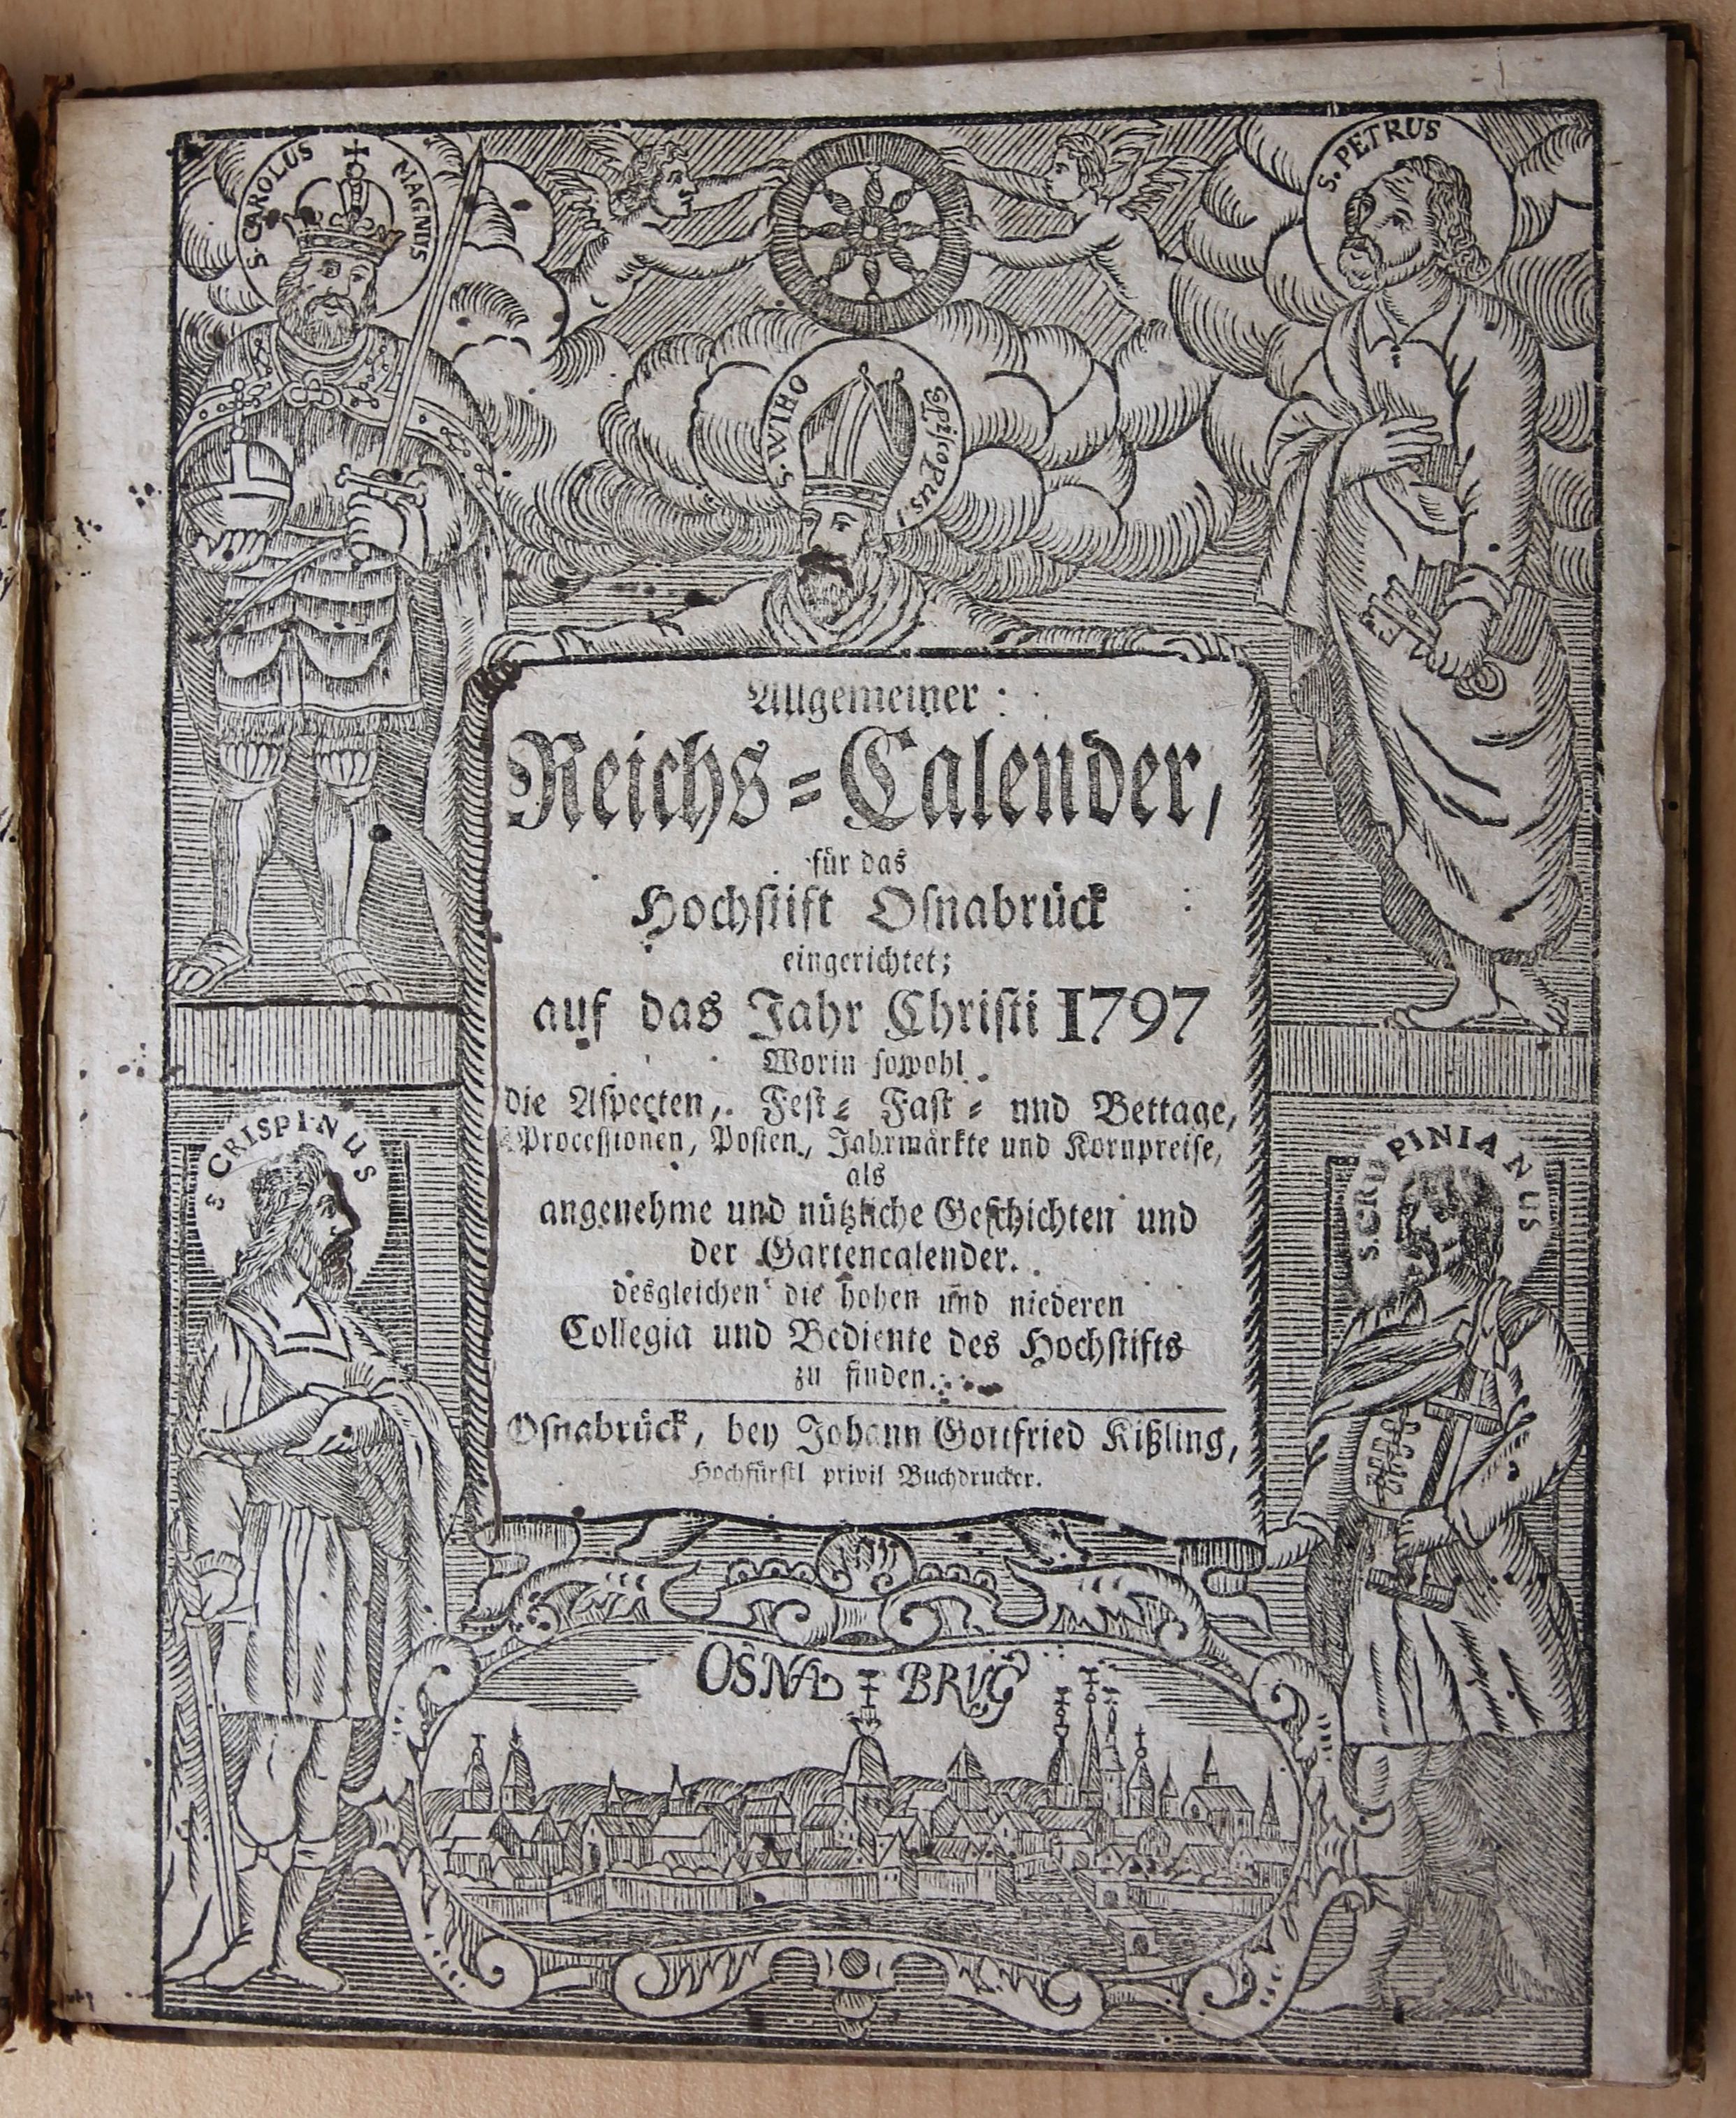 S. CAROLUS MAGNUS
S. PETRUS
S. WIHO Episcopus. I
Allgemeiner
Reichs=Calender,
für das
Hochſtift Oſnabrück
eingerichtet;
auf das Jahr Chriſti 1797
Worin ſowohl
die Aſpecten, Feſt= Faſt= und Bettage,
Proceſſionen, Poſten, Jahrmärkte und Kornpreiſe,
als
angenehme und nützliche Geſchichten und
der Gartencalender.
desgleichen die hohen und niederen
Collegia und Bediente des Hochſtifts
zu finden.
Oſnabrück, bey Johann Gottfried Kißling,
Hochfürſtl privil Buchdrucker.
S CRISPINUS
S. CRISPINIANUS
OSNABRVG